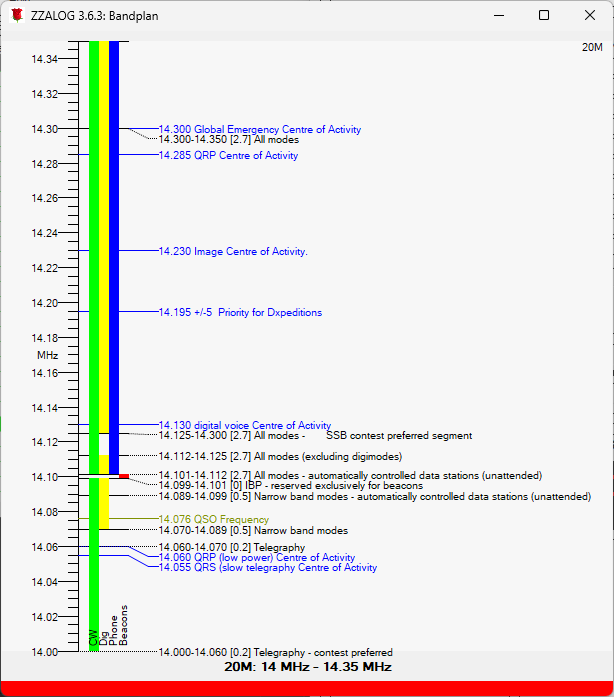 ZZALOG 3.6.3: Bandplan
20M
14.34
14.32
14.30
14.300 Global Emergency Centre of Activity
14.300-14.350 [2.7] All modes
14.285 QRP Centre of Activity
14.28
14.26
14.24
14.230 Image Centre of Activity.
14.22
14.20
14.195 +/-5 Priority for Dxpeditions
14.18
MHz
14.16
14.14
14.130 digital voice Centre of Activity
14.125-14.300 [2.7] All modes - SSB contest preferred segment
14.12
14.112-14.125 [2.7] All modes (excluding digimodes)
14.10
14.101-14.112 [2.7] All modes - automatically controlled data stations (unattended)
14.099-14.101 [0] IBP - reserved exclusively for beacons
14.089-14.099 [0.5] Narrow band modes - automatically controlled data stations (unattended)
14.08
14.076 QSO Frequency
14.070-14.089 [0.5] Narrow band modes
14.06
14.060-14.070 [0.2] Telegraphy
14.060 QRP (low power) Centre of Activity
14.055 QRS (slow telegraphy Centre of Activity
14.04
14.02
CW
Dig
Phone
Beacons
14.00
14.000-14.060 [0.2] Telegraphy - contest preferred
20M: 14 MHz - 14.35 MHz